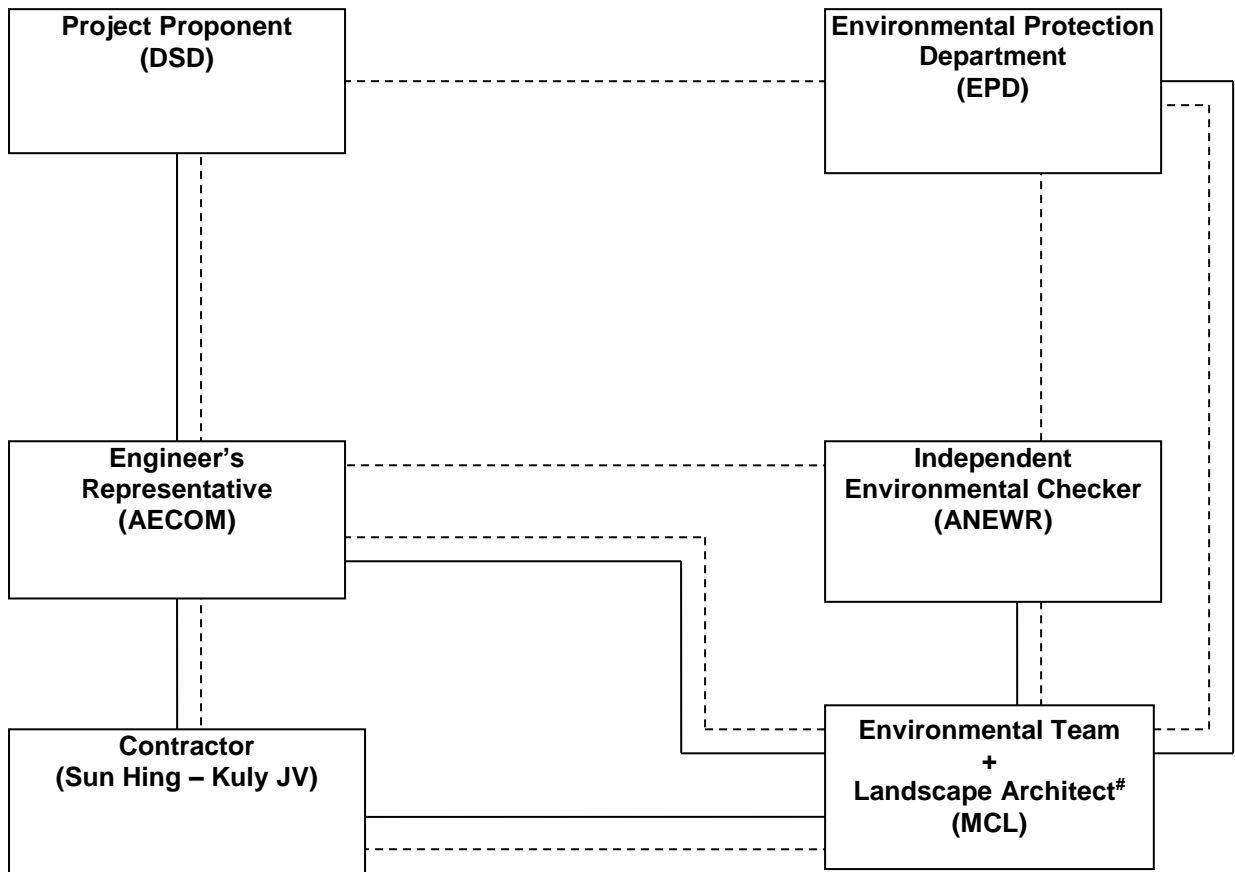 Project Proponent
(DSD)
Environmental Protection
Department
(EPD)
Engineer’s
Representative
(AECOM)
Independent
Environmental Checker
(ANEWR)
Contractor
(Sun Hing – Kuly JV)
Environmental Team
+
Landscape Architect#
(MCL)